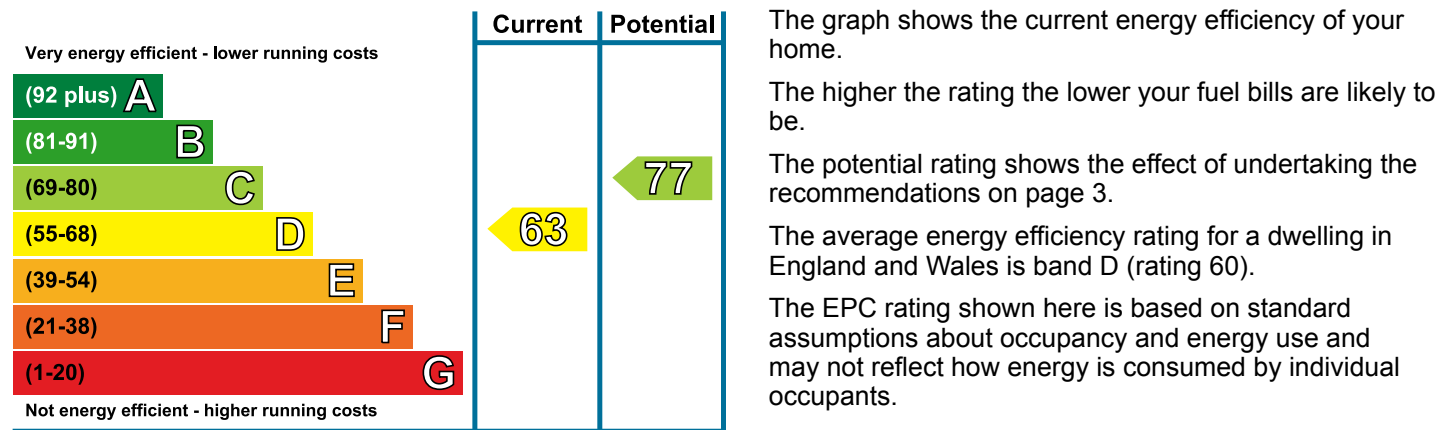 Current Potential
Very energy efficient - lower running costs
(92 plus) A
(81-91) B
(69-80) C
77
(55-68) D
63
(39-54) E
(21-38) F
(1-20) G
Not energy efficient - higher running costs
The graph shows the current energy efficiency of your
home.
The higher the rating the lower your fuel bills are likely to
be.
The potential rating shows the effect of undertaking the
recommendations on page 3.
The average energy efficiency rating for a dwelling in
England and Wales is band D (rating 60).
The EPC rating shown here is based on standard
assumptions about occupancy and energy use and
may not reflect how energy is consumed by individual
occupants.